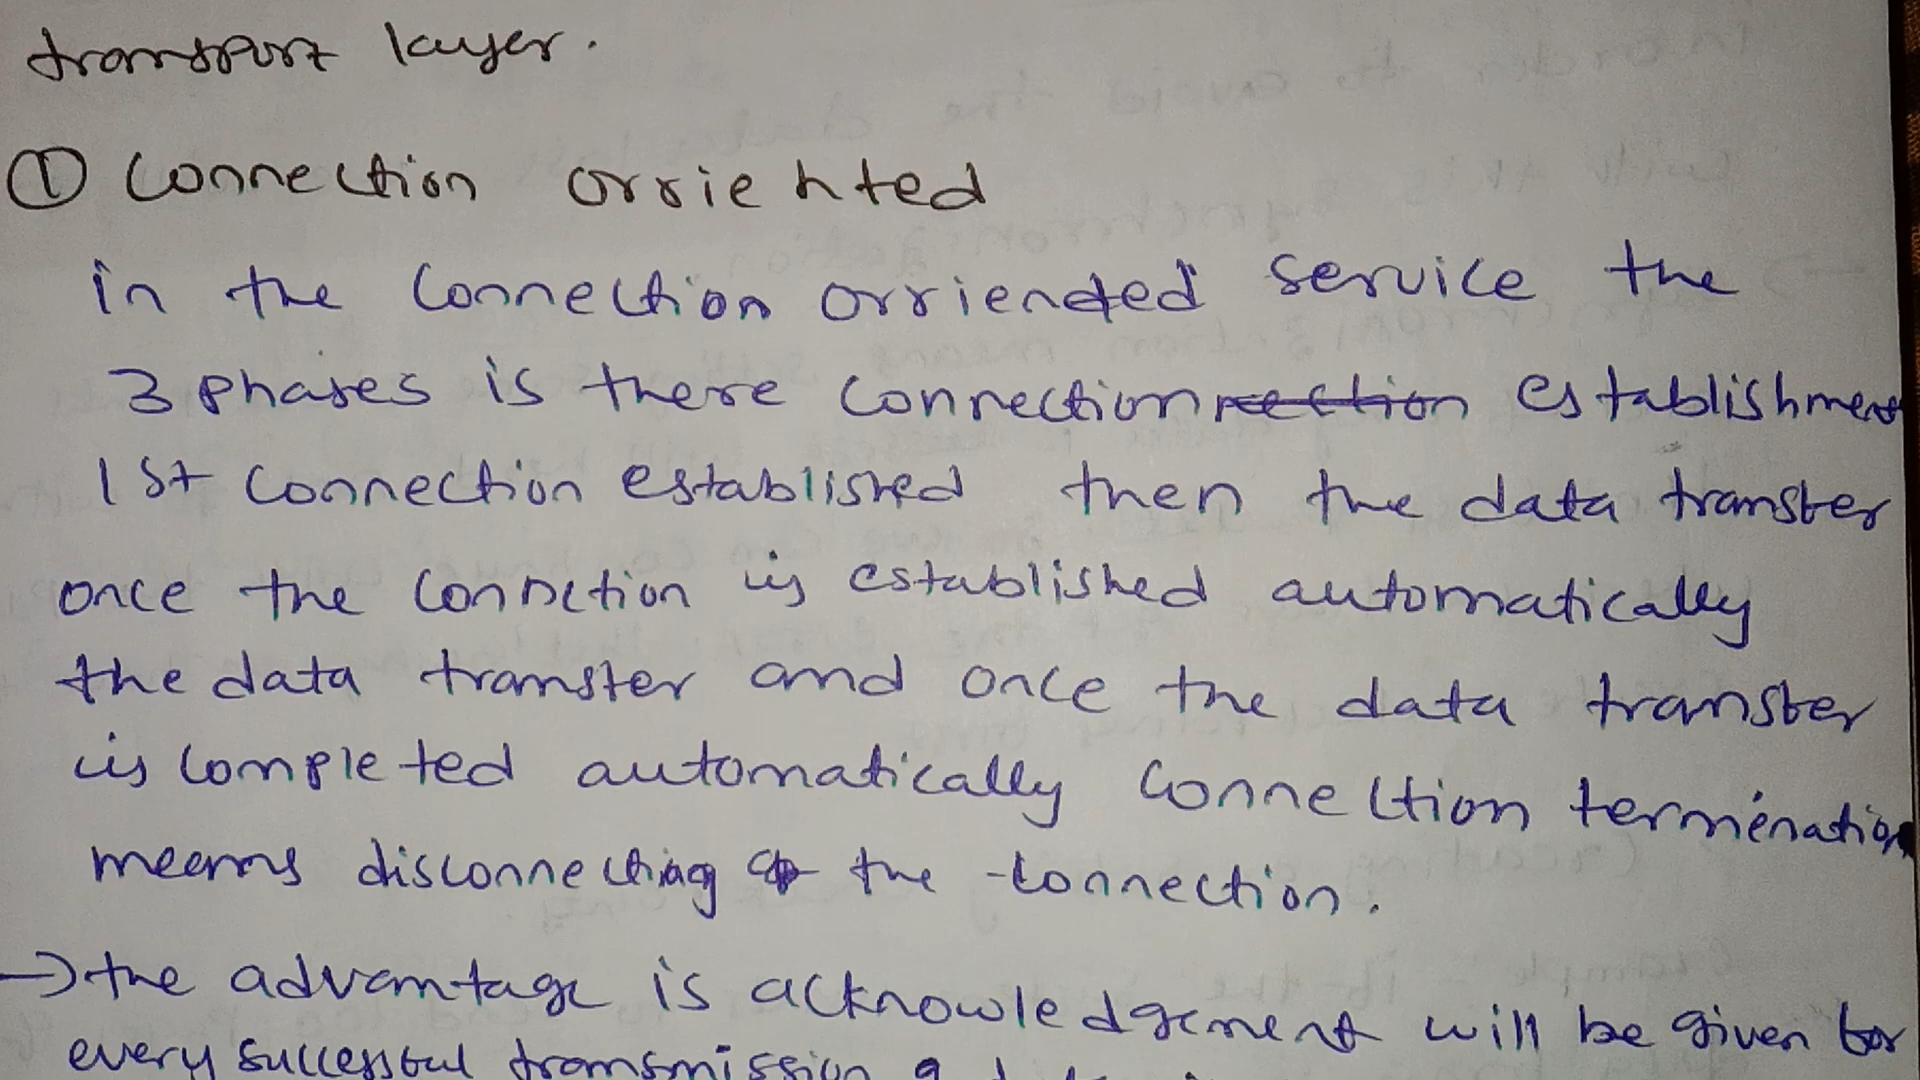 transport layer.
① Connection orriented
in the connection orriended service the
3 phases is there connection establishment
1st connection established then the data transfer
once the connction is established automatically
the data transfer and once the data transfer
is completed automatically connection termination
means disconnecting the connection.
→ the advantage is acknowledgement will be given for
every successful transmission